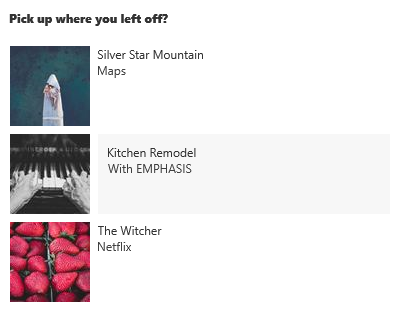 Pick up where you left off?
Silver Star Mountain
Maps
Kitchen Remodel
With EMPHASIS
The Witcher
Netflix